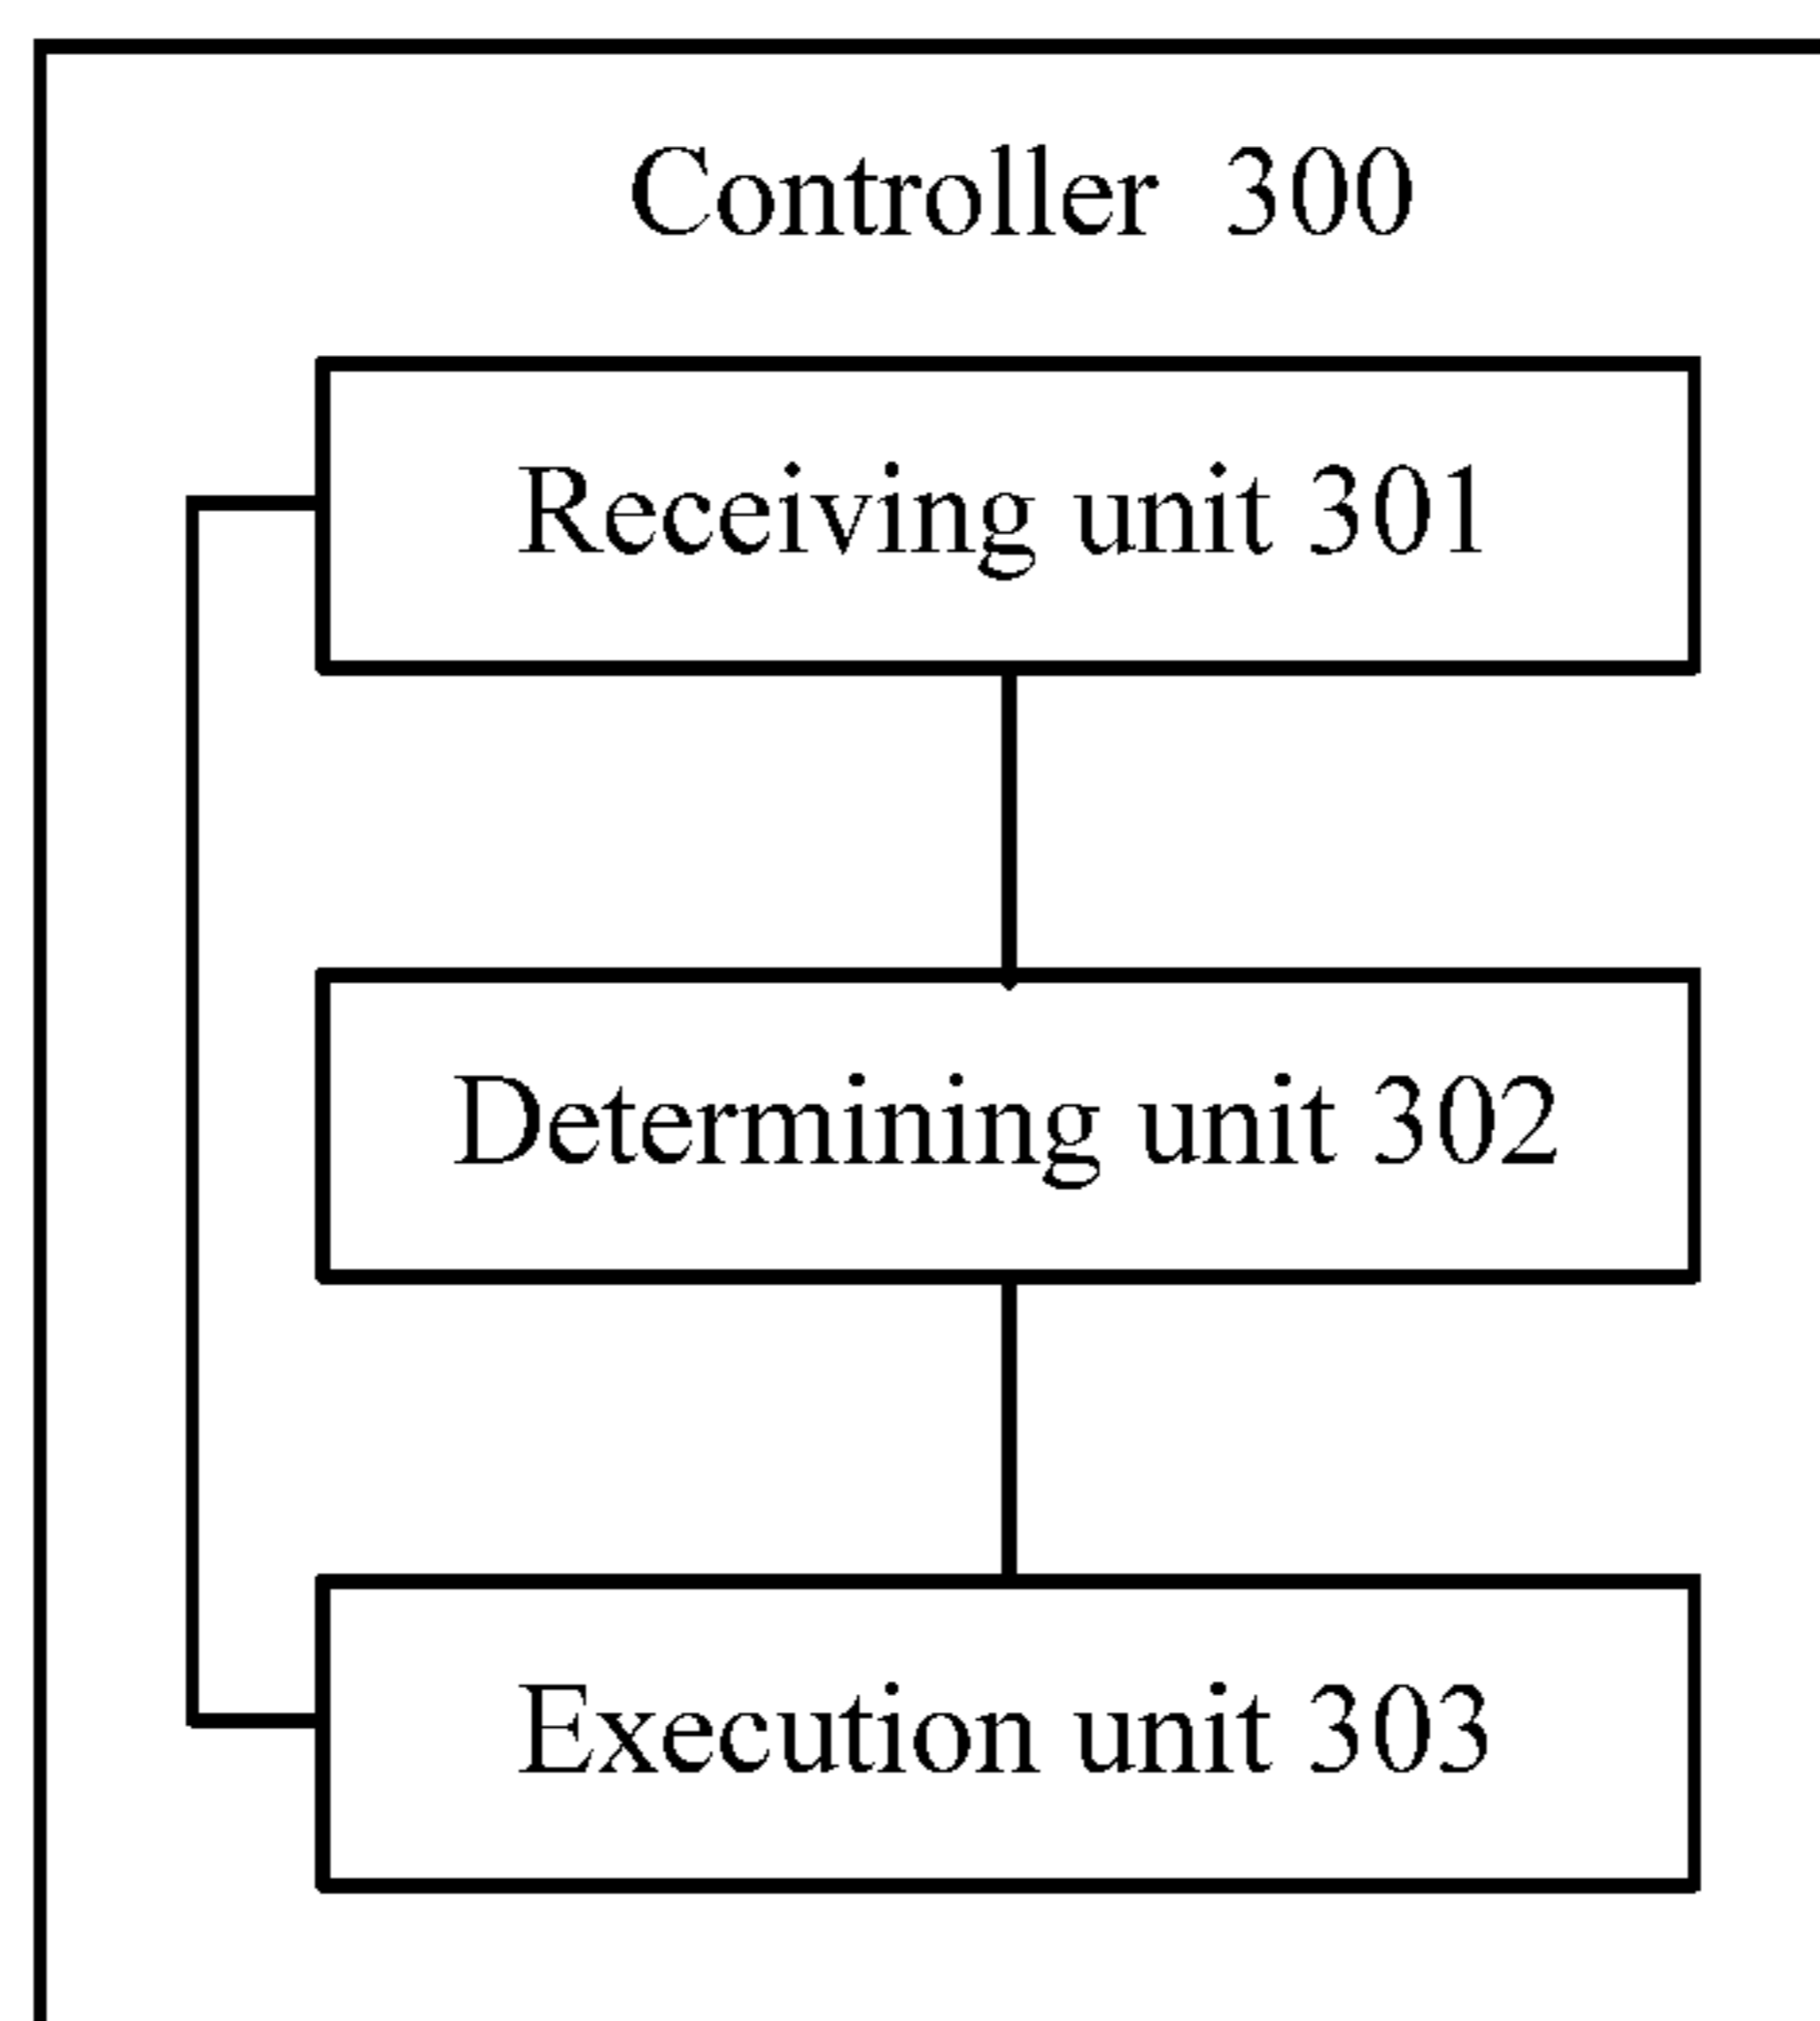 Controller 300
Receiving unit 301
Determining unit 302
Execution unit 303